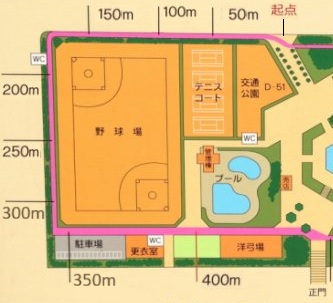 起点
150m
100m
50m
WC
200m
250m
300m
野球場
テニス
コート
交通
公園
D-51
WC
管理棟
プール
売店
駐車場
WC
更衣室
洋弓場
350m
400m
正門